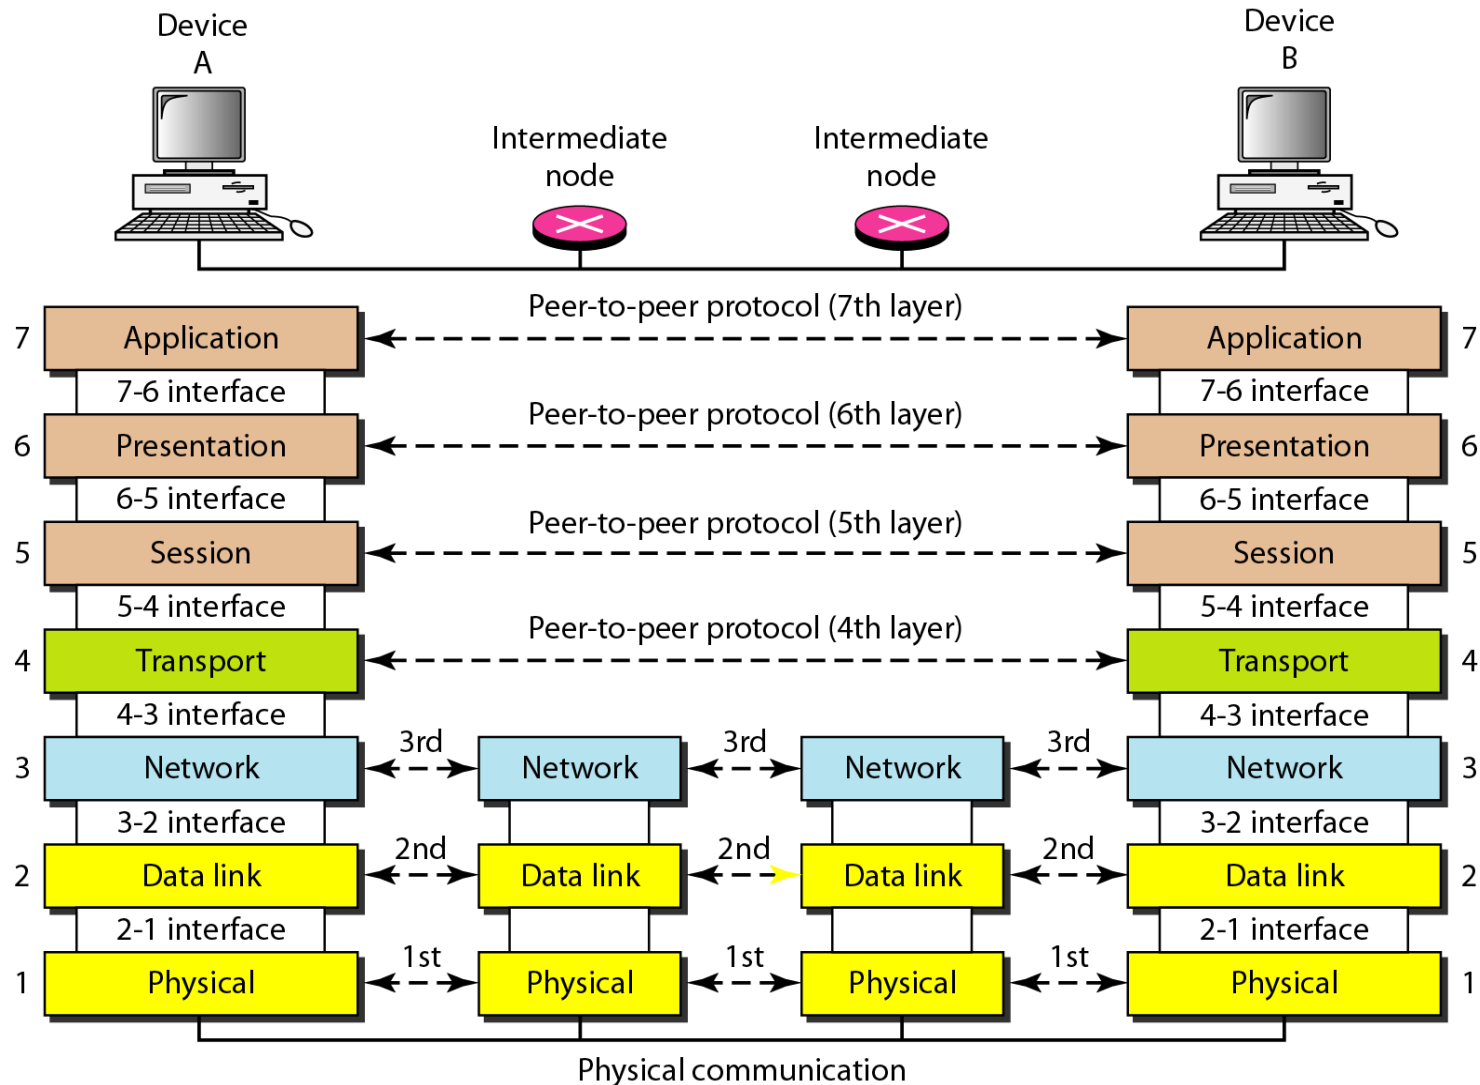 Device
A
Device
B
Intermediate
node
Intermediate
node
Peer-to-peer protocol (7th layer)
7 Application Application 7
7-6 interface 7-6 interface
Peer-to-peer protocol (6th layer)
6 Presentation Presentation 6
6-5 interface 6-5 interface
Peer-to-peer protocol (5th layer)
5 Session Session 5
5-4 interface 5-4 interface
Peer-to-peer protocol (4th layer)
4 Transport Transport 4
4-3 interface 4-3 interface
3rd 3rd 3rd
3 Network Network Network Network 3
3-2 interface 3-2 interface
2nd 2nd 2nd
2 Data link Data link Data link Data link 2
2-1 interface 2-1 interface
1st 1st 1st
1 Physical Physical Physical Physical 1
Physical communication